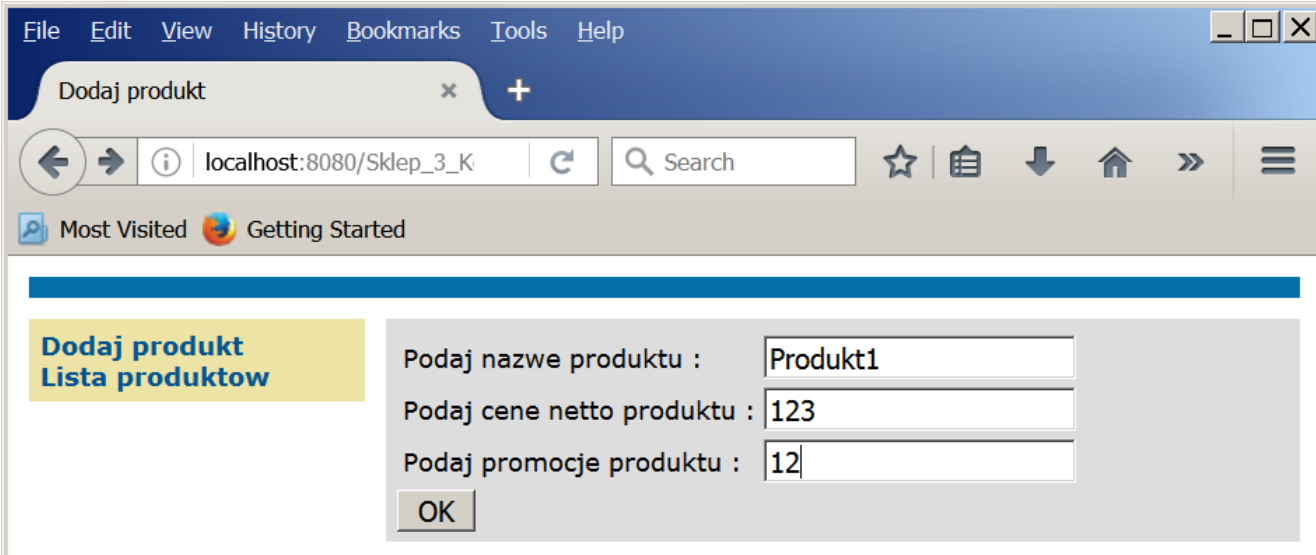 File Edit View History Bookmarks Tools Help
Dodaj produkt
localhost:8080/Sklep_3_K
Search
Most Visited Getting Started
Dodaj produkt
Lista produktow
Podaj nazwe produktu : Produkt1
Podaj cene netto produktu : 123
Podaj promocje produktu : 12
OK